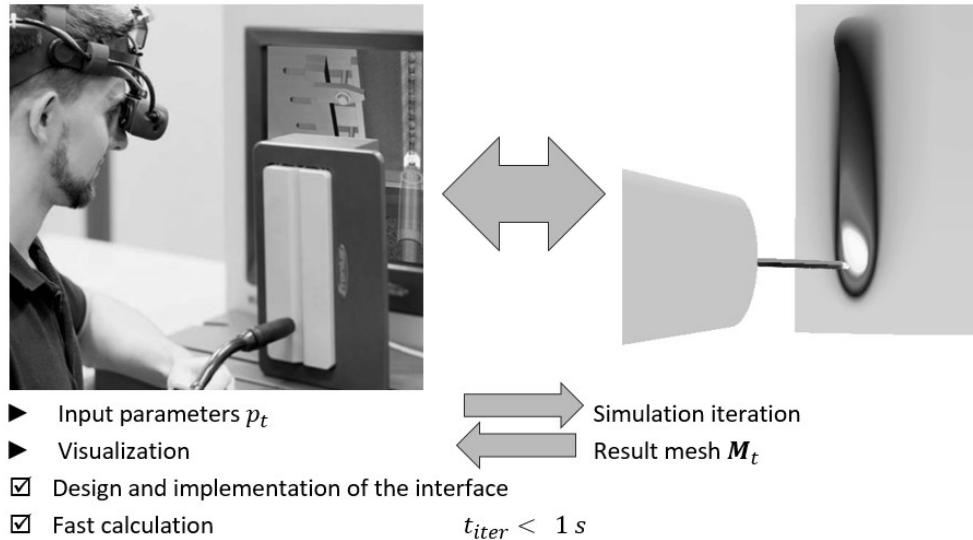 ► Input parameters p_t Simulation iteration
► Visualization Result mesh M_t
☑ Design and implementation of the interface
☑ Fast calculation t_iter < 1 s